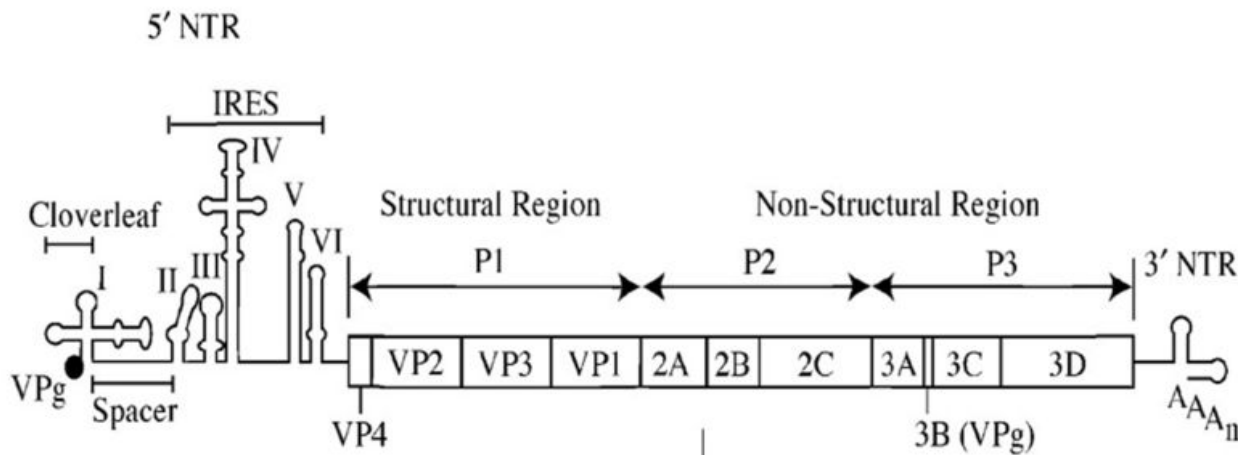 5′ NTR
IRES
IV
Cloverleaf
V
Structural Region
Non-Structural Region
I
II
III
VI
P1
P2
P3
3′ NTR
VPg
VP2
VP3
VP1
2A
2B
2C
3A
3C
3D
Spacer
VP4
3B (VPg)
AAAn